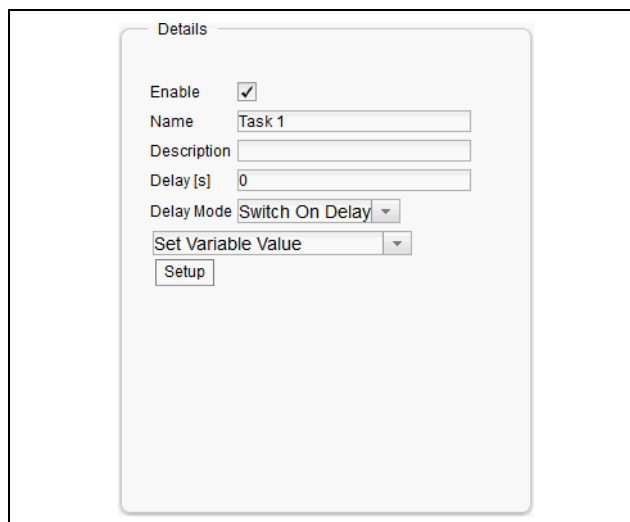 Details
Enable
Name Task 1
Description
Delay [s] 0
Delay Mode Switch On Delay
Set Variable Value
Setup